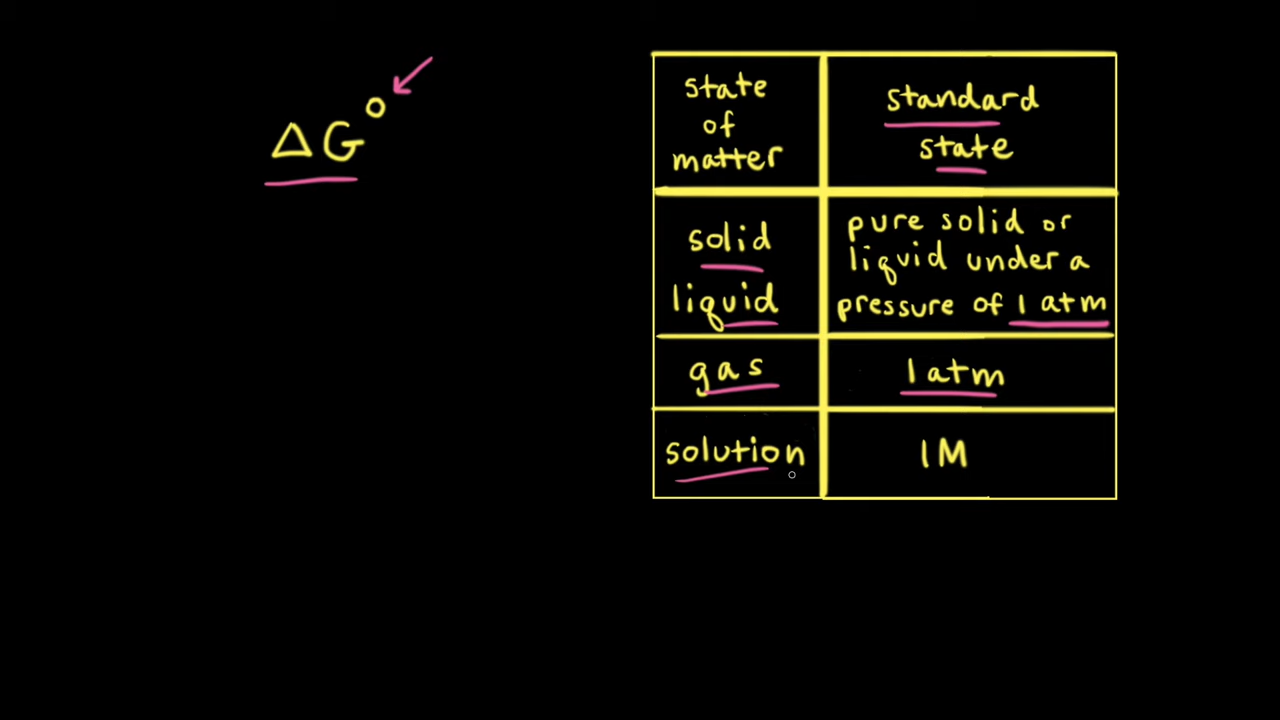 ΔG°
state
of
matter
standard
state
solid
liquid
pure solid or
liquid under a
pressure of 1 atm
gas
1 atm
solution
1M